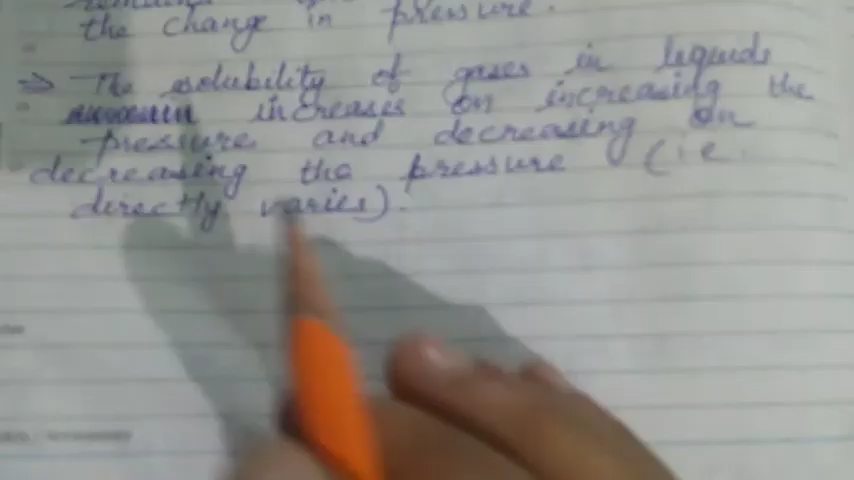 the change in pressure.
⇒ The solubility of gases in liquids
increases on increasing the
pressure and decreasing on
decreasing the pressure (i.e.
directly varies).